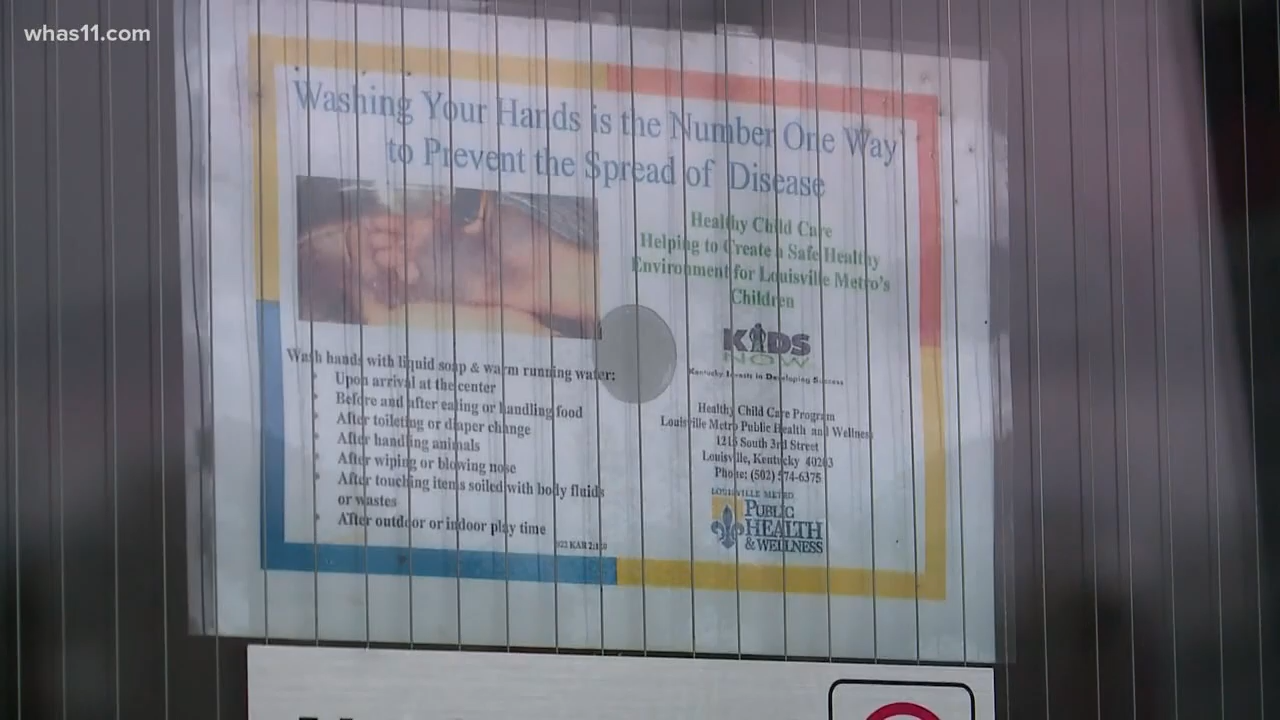 whas11.com
Washing Your Hands is the Number One Way
to Prevent the Spread of Disease
Healthy Child Care
Helping to Create a Safe Healthy
Environment for Louisville Metro's
Children
KIDS
NOW
Kentucky Invests in Developing Success
Wash hands with liquid soap & warm running water:
Upon arrival at the center
Before and after eating or handling food
After toileting or diaper change
After handling animals
After wiping or blowing nose
After touching items soiled with body fluids
or wastes
After outdoor or indoor play time
Healthy Child Care Program
Louisville Metro Public Health and Wellness
South 3rd Street
Louisville, Kentucky 40203
Phone: (502) 574-6375
LOUISVILLE METRO
PUBLIC
HEALTH
& WELLNESS